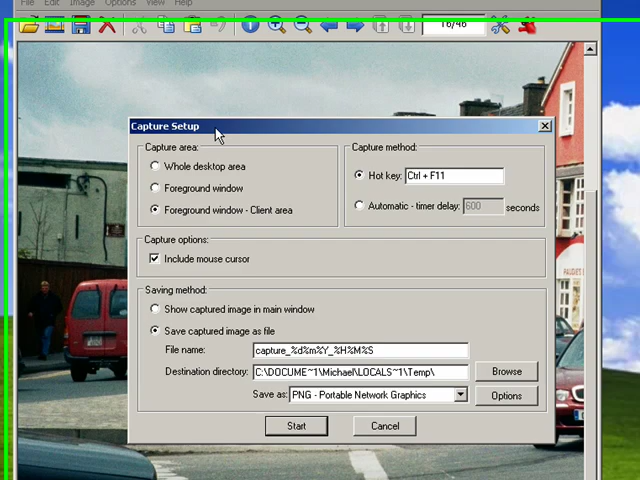 File Edit Image Options View Help
16/46
Capture Setup
Capture area:
Whole desktop area
Foreground window
Foreground window - Client area
Capture method:
Hot key: Ctrl + F11
Automatic - timer delay: 600 seconds
Capture options:
Include mouse cursor
Saving method:
Show captured image in main window
Save captured image as file
File name: capture_%d%m%Y_%H%M%S
Destination directory: C:\DOCUME~1\Michael\LOCALS~1\Temp\ Browse
Save as: PNG - Portable Network Graphics Options
Start Cancel